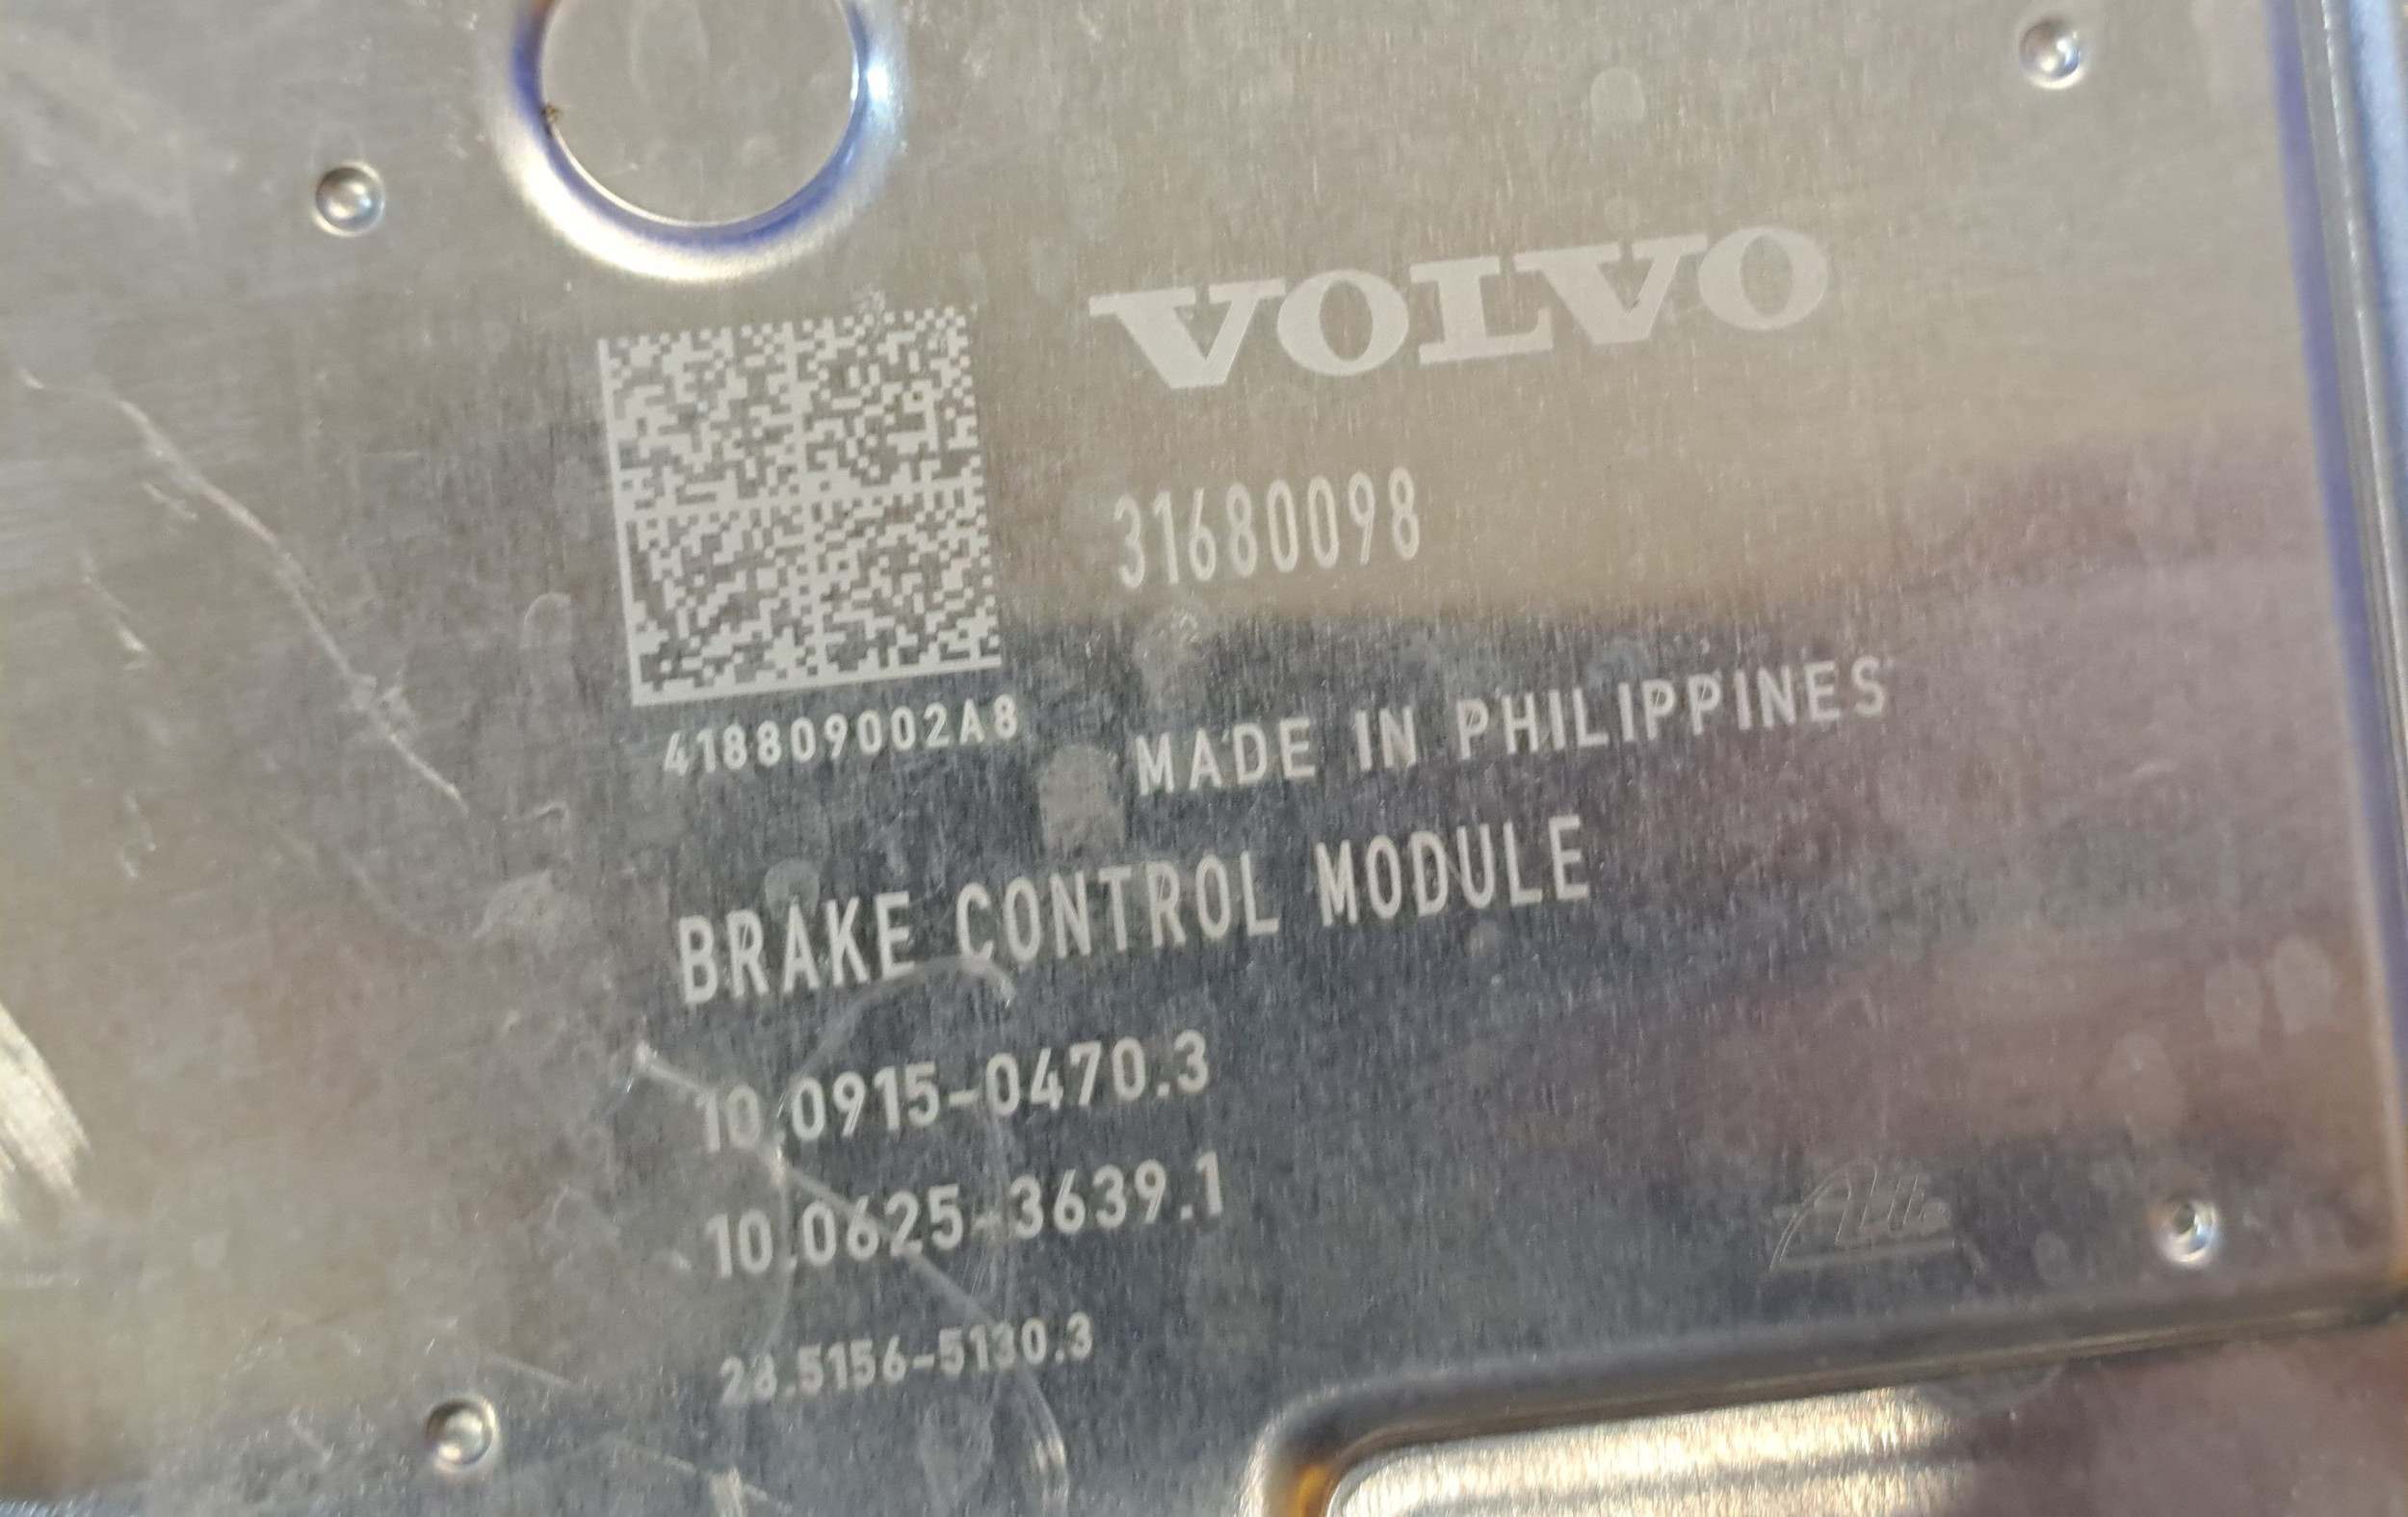 VOLVO
31680098
418809002A8
MADE IN PHILIPPINES
BRAKE CONTROL MODULE
10.0915-0470.3
10.0625-3639.1
28.5156-5130.3